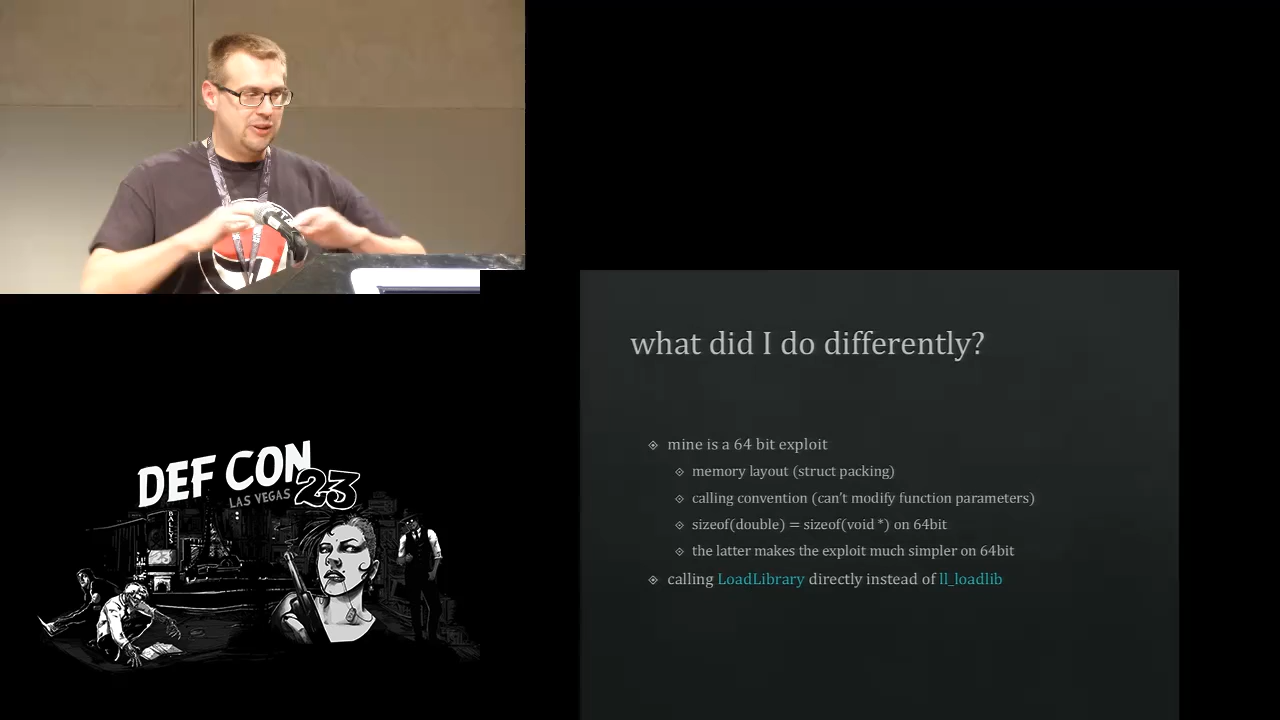 what did I do differently?
mine is a 64 bit exploit
memory layout (struct packing)
calling convention (can't modify function parameters)
sizeof(double) = sizeof(void *) on 64bit
the latter makes the exploit much simpler on 64bit
calling LoadLibrary directly instead of ll_loadlib
DEF CON
LAS VEGAS 23
BALLYS